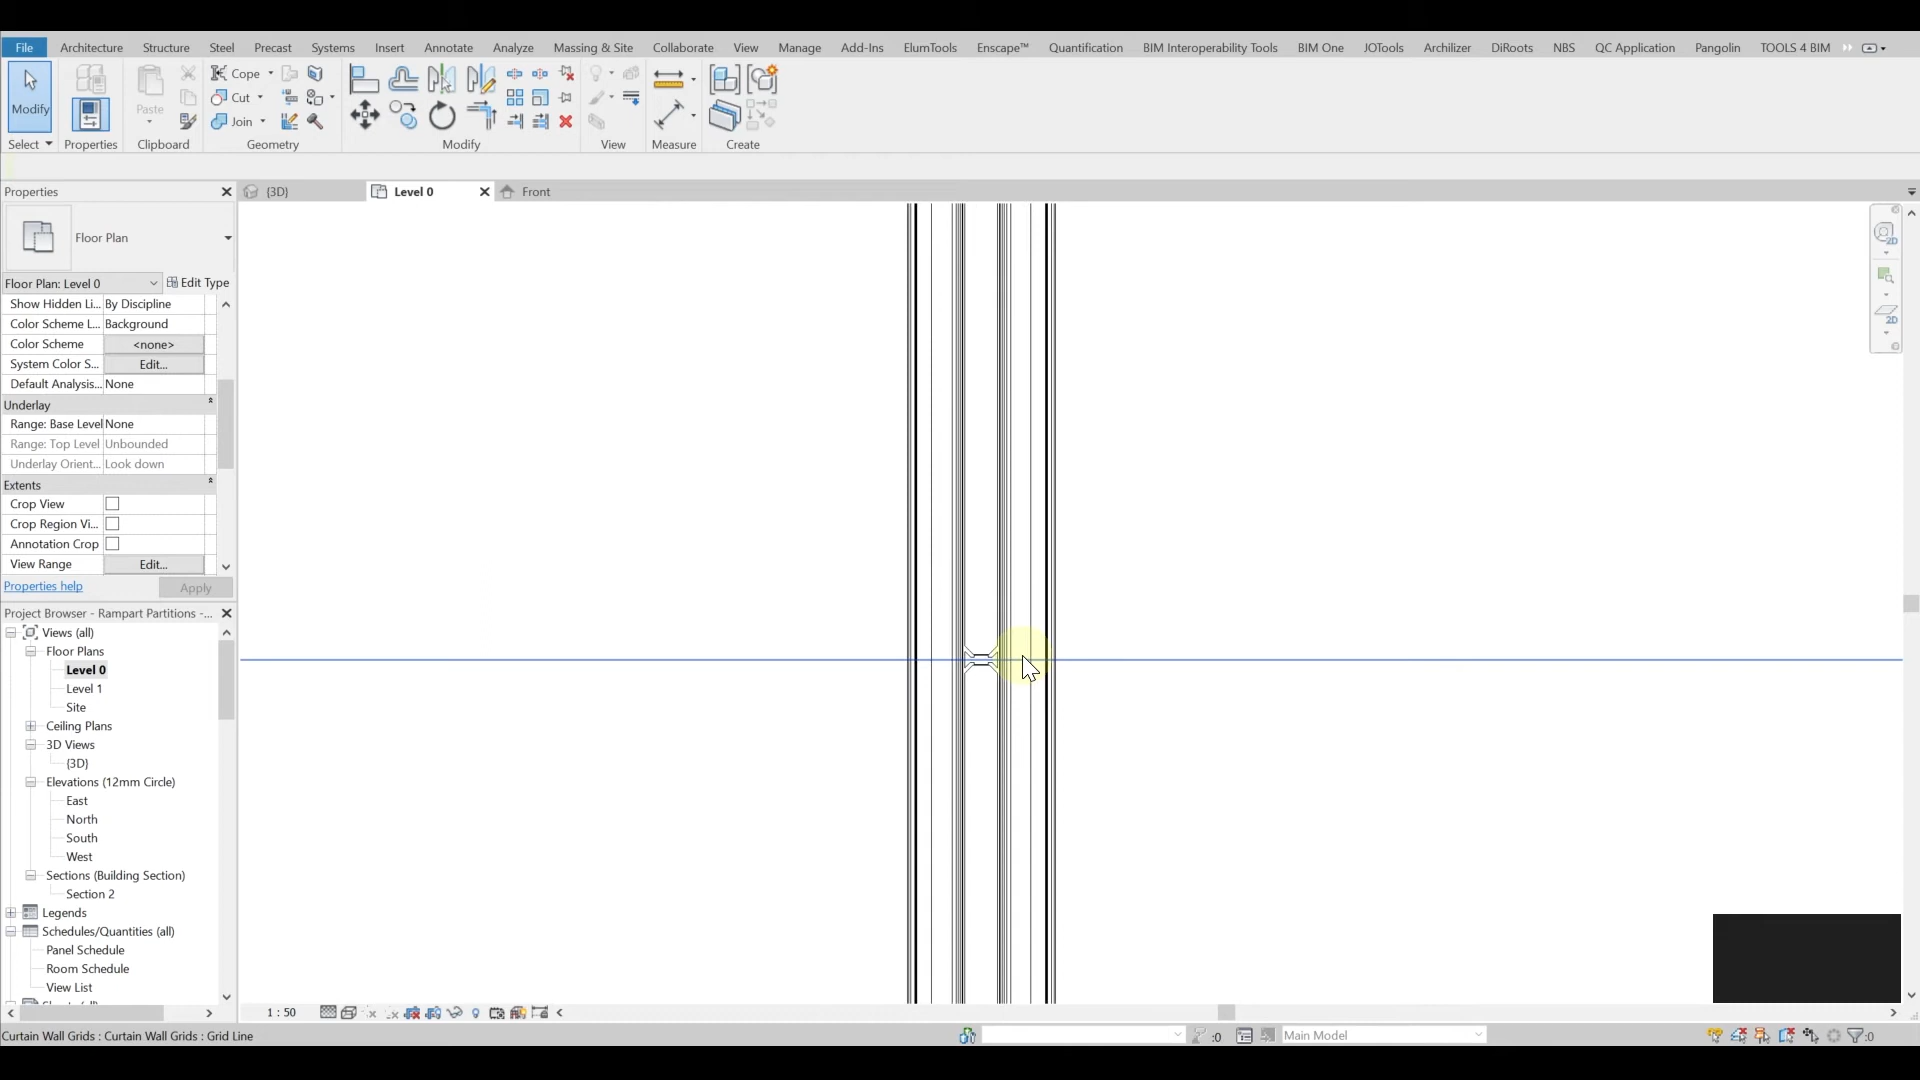 File Architecture Structure Steel Precast Systems Insert Annotate Analyze Massing & Site Collaborate View Manage Add-Ins ElumTools Enscape™ Quantification BIM Interoperability Tools BIM One JOTools Archilizer DiRoots NBS QC Application Pangolin TOOLS 4 BIM
Cope
Modify Paste Cut
Join
Select Properties Clipboard Geometry Modify View Measure Create
Properties {3D} Level 0 Front
2D
Floor Plan
Floor Plan: Level 0 Edit Type
Show Hidden Li... By Discipline
Color Scheme L... Background
2D
Color Scheme <none>
System Color S... Edit...
Default Analysis... None
Underlay
Range: Base Level None
Range: Top Level Unbounded
Underlay Orient... Look down
Extents
Crop View
Crop Region Vi...
Annotation Crop
View Range Edit...
Properties help Apply
Project Browser - Rampart Partitions -...
Views (all)
Floor Plans
Level 0
Level 1
Site
Ceiling Plans
3D Views
{3D}
Elevations (12mm Circle)
East
North
South
West
Sections (Building Section)
Section 2
Legends
Schedules/Quantities (all)
Panel Schedule
Room Schedule
View List
1 : 50
Curtain Wall Grids : Curtain Wall Grids : Grid Line :0 Main Model :0